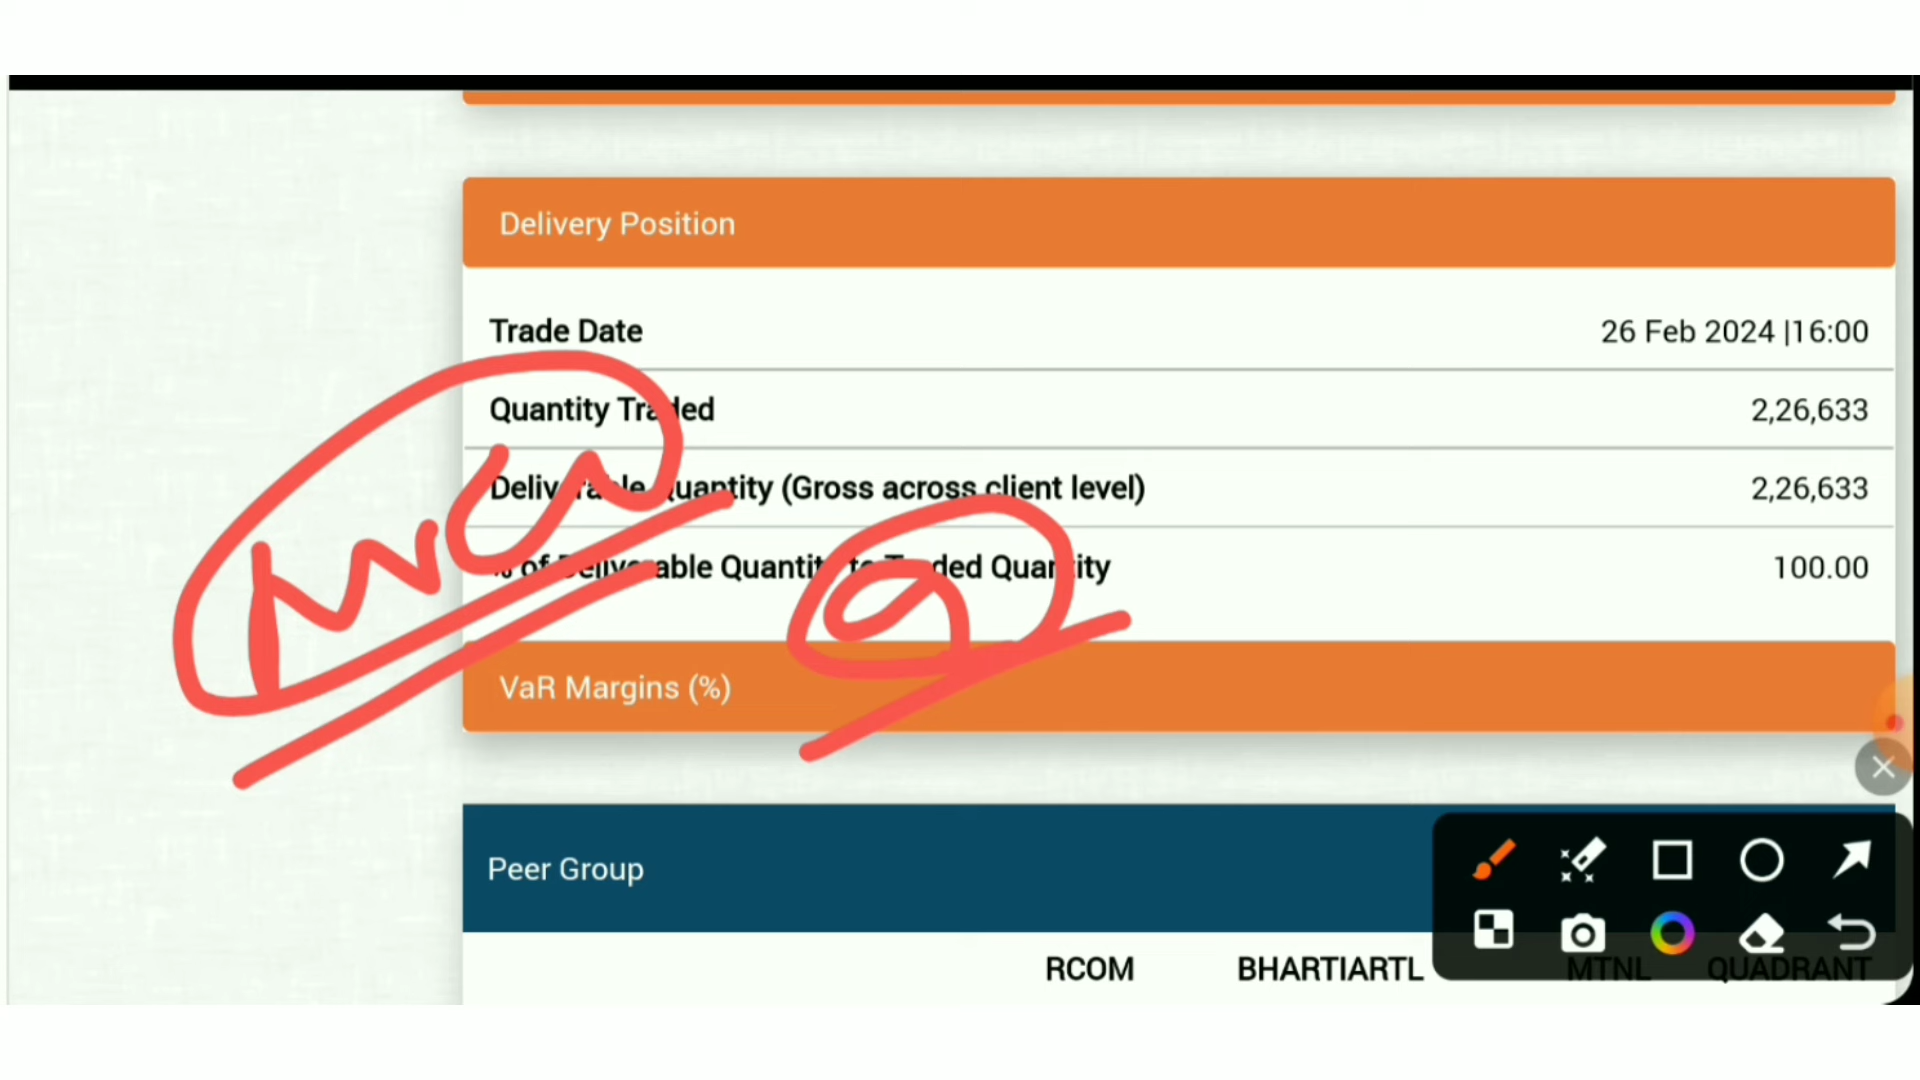 Delivery Position
Trade Date 26 Feb 2024 |16:00
Quantity Traded 2,26,633
Deliverable Quantity (Gross across client level) 2,26,633
% of Deliverable Quantity to Traded Quantity 100.00
VaR Margins (%)
Peer Group
RCOM BHARTIARTL MTNL QUADRANT